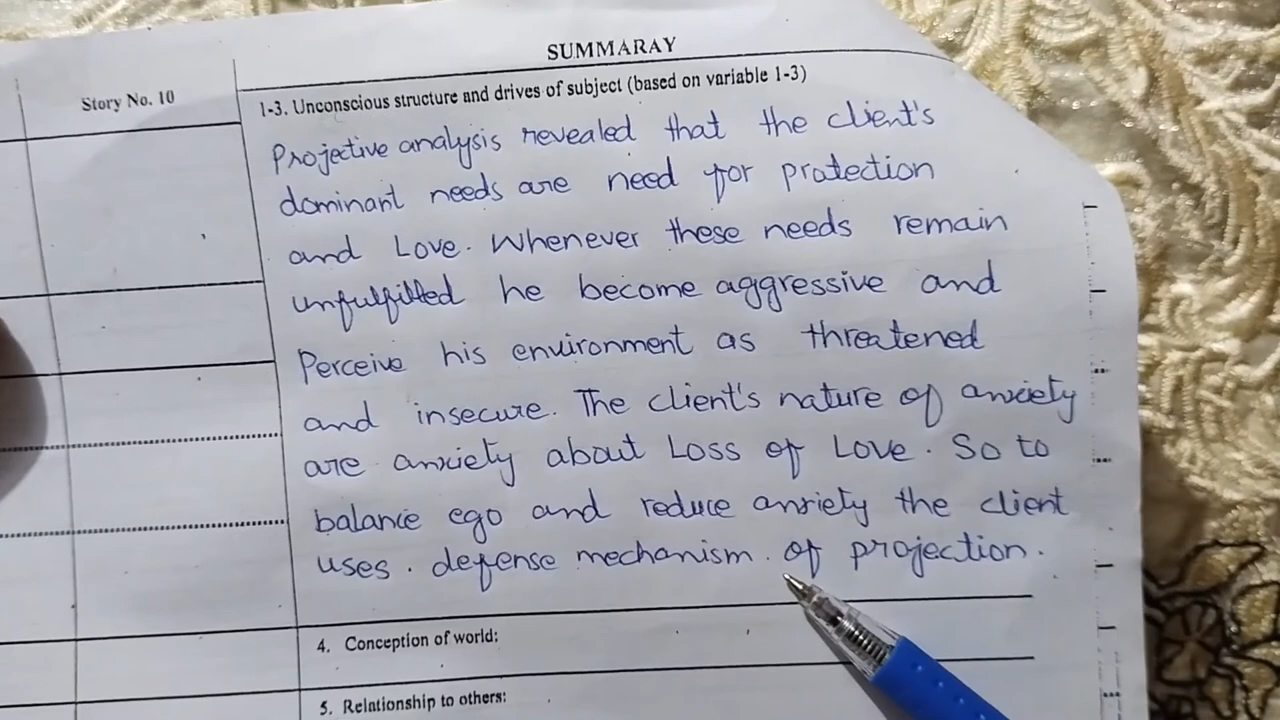 SUMMARAY
Story No. 10
1-3. Unconscious structure and drives of subject (based on variable 1-3)
Projective analysis revealed that the client's
dominant needs are need for protection
and Love. Whenever these needs remain
unfulfilled he become aggressive and
Perceive his environment as threatened
and insecure. The client's nature of anxiety
are anxiety about Loss of Love. So to
balance ego and reduce anxiety the client
uses. defense mechanism. of projection.
4. Conception of world:
5. Relationship to others: